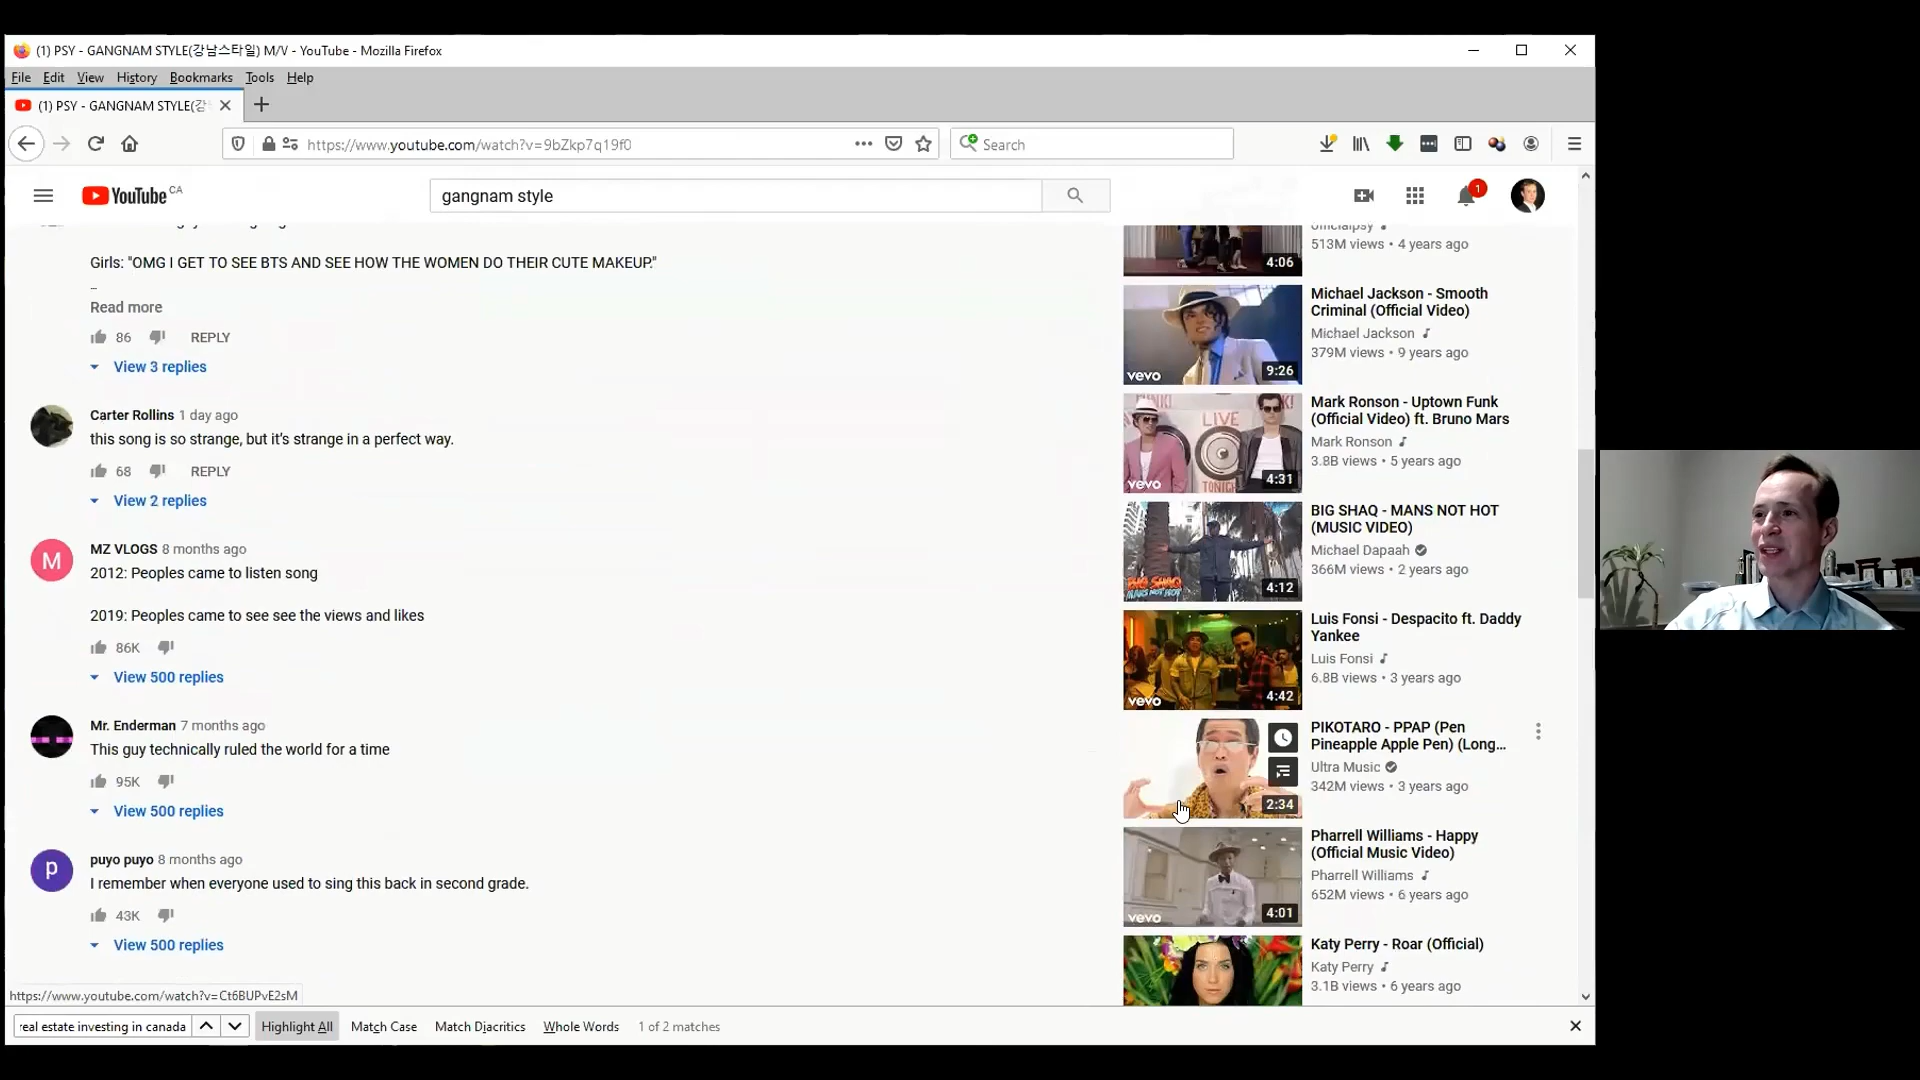 (1) PSY - GANGNAM STYLE(강남스타일) M/V - YouTube - Mozilla Firefox
File Edit View History Bookmarks Tools Help
(1) PSY - GANGNAM STYLE(강
https://www.youtube.com/watch?v=9bZkp7q19f0
Search
YouTube CA
gangnam style
1
Girls: "OMG I GET TO SEE BTS AND SEE HOW THE WOMEN DO THEIR CUTE MAKEUP."
Read more
86 REPLY
View 3 replies
Carter Rollins 1 day ago
this song is so strange, but it's strange in a perfect way.
68 REPLY
View 2 replies
MZ VLOGS 8 months ago
M
2012: Peoples came to listen song
2019: Peoples came to see see the views and likes
86K
View 500 replies
Mr. Enderman 7 months ago
This guy technically ruled the world for a time
95K
View 500 replies
puyo puyo 8 months ago
p
I remember when everyone used to sing this back in second grade.
43K
View 500 replies
officialpsy
513M views • 4 years ago
4:06
Michael Jackson - Smooth
Criminal (Official Video)
Michael Jackson
379M views • 9 years ago
vevo 9:26
Mark Ronson - Uptown Funk
(Official Video) ft. Bruno Mars
Mark Ronson
3.8B views • 5 years ago
LIVE
TONIGH
vevo 4:31
BIG SHAQ - MANS NOT HOT
(MUSIC VIDEO)
Michael Dapaah
366M views • 2 years ago
BIG SHAQ
MANS NOT HOT
4:12
Luis Fonsi - Despacito ft. Daddy
Yankee
Luis Fonsi
6.8B views • 3 years ago
vevo 4:42
PIKOTARO - PPAP (Pen
Pineapple Apple Pen) (Long...
Ultra Music
342M views • 3 years ago
2:34
Pharrell Williams - Happy
(Official Music Video)
Pharrell Williams
652M views • 6 years ago
vevo 4:01
Katy Perry - Roar (Official)
Katy Perry
3.1B views • 6 years ago
https://www.youtube.com/watch?v=Ct6BUPvE2sM
real estate investing in canada Highlight All Match Case Match Diacritics Whole Words 1 of 2 matches